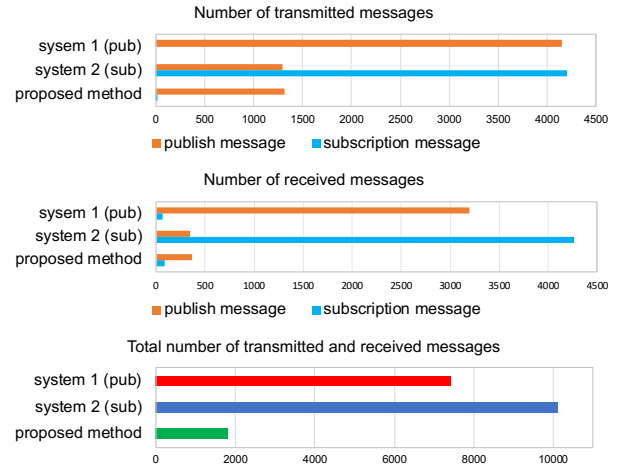 Number of transmitted messages
sysem 1 (pub)
system 2 (sub)
proposed method
0 500 1000 1500 2000 2500 3000 3500 4000 4500
publish message subscription message
Number of received messages
sysem 1 (pub)
system 2 (sub)
proposed method
0 500 1000 1500 2000 2500 3000 3500 4000 4500
publish message subscription message
Total number of transmitted and received messages
system 1 (pub)
system 2 (sub)
proposed method
0 2000 4000 6000 8000 10000